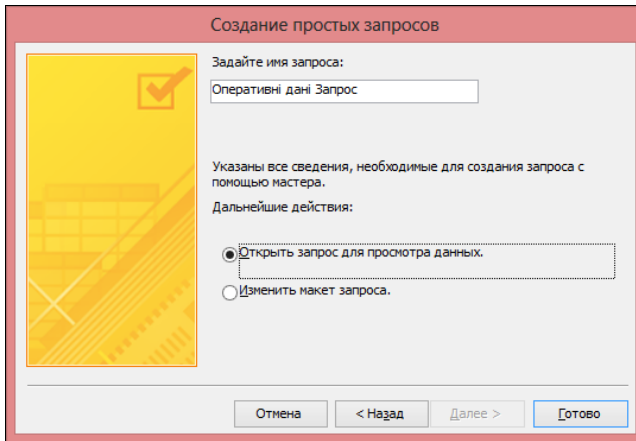 Создание простых запросов
Задайте имя запроса:
Оперативні дані Запрос
Указаны все сведения, необходимые для создания запроса с
помощью мастера.
Дальнейшие действия:
Открыть запрос для просмотра данных.
Изменить макет запроса.
Отмена
< Назад
Далее >
Готово